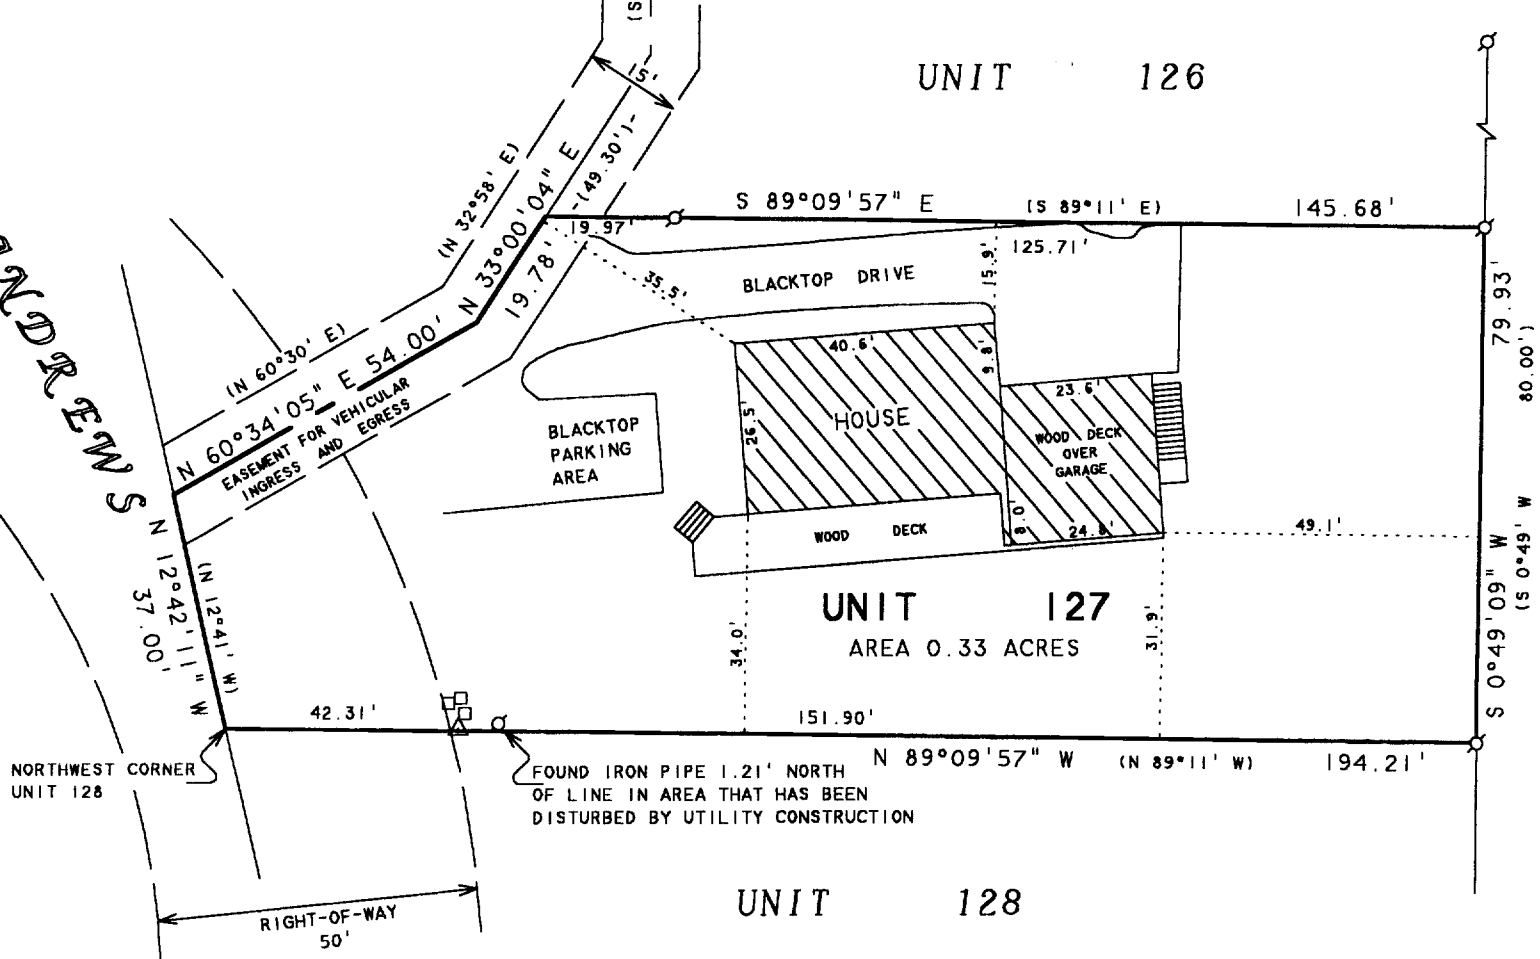 (S
UNIT 126
15'
(N 32°58' E)
N 33°00'04" E
19.78'
-(49.30')-
S 89°09'57" E (S 89°11' E) 145.68'
19.97'
125.71'
15.9'
35.5'
BLACKTOP DRIVE
79.93'
80.00')
S 0°49'09" W
(S 0°49' W
NDREWS
(N 60°30' E)
N 60°34'05" E 54.00'
EASEMENT FOR VEHICULAR
INGRESS AND EGRESS
40.6'
9.8'
26.5'
HOUSE
23.6'
WOOD DECK
OVER
GARAGE
8.0'
24.8'
49.1'
BLACKTOP
PARKING
AREA
WOOD DECK
N 12°42'11" W
37.00'
(N 12°41' W)
UNIT 127
AREA 0.33 ACRES
34.0'
31.9'
42.31'
151.90'
N 89°09'57" W (N 89°11' W) 194.21'
NORTHWEST CORNER
UNIT 128
FOUND IRON PIPE 1.21' NORTH
OF LINE IN AREA THAT HAS BEEN
DISTURBED BY UTILITY CONSTRUCTION
RIGHT-OF-WAY
50'
UNIT 128